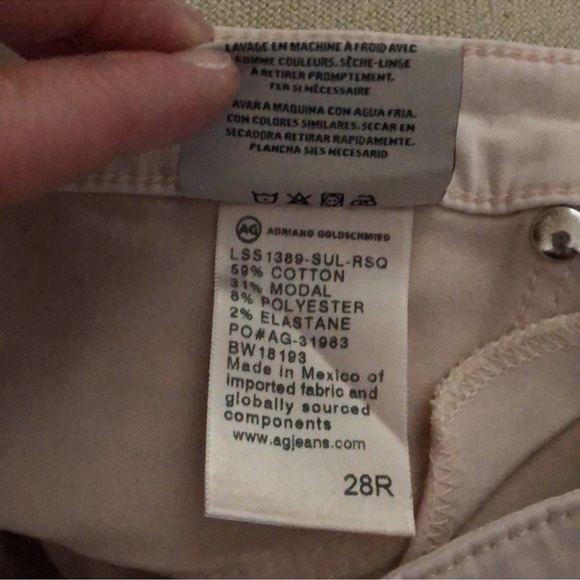 LAVAGE EN MACHINE À FROID AVEC
COMME COULEURS. SÈCHE-LINGE
À RETIRER PROMPTEMENT.
FER SI NÉCESSAIRE
AVAR A MAQUINA CON AGUA FRIA.
CON COLORES SIMILARES. SECAR EN
SECADORA RETIRAR RAPIDAMENTE.
PLANCHA SIES NECESARID
AG ADRIANO GOLDSCHMIED
LSS1389-SUL-RSQ
59% COTTON
31% MODAL
8% POLYESTER
2% ELASTANE
PO#AG-31983
BW18193
Made in Mexico of
imported fabric and
globally sourced
components
www.agjeans.com
28R